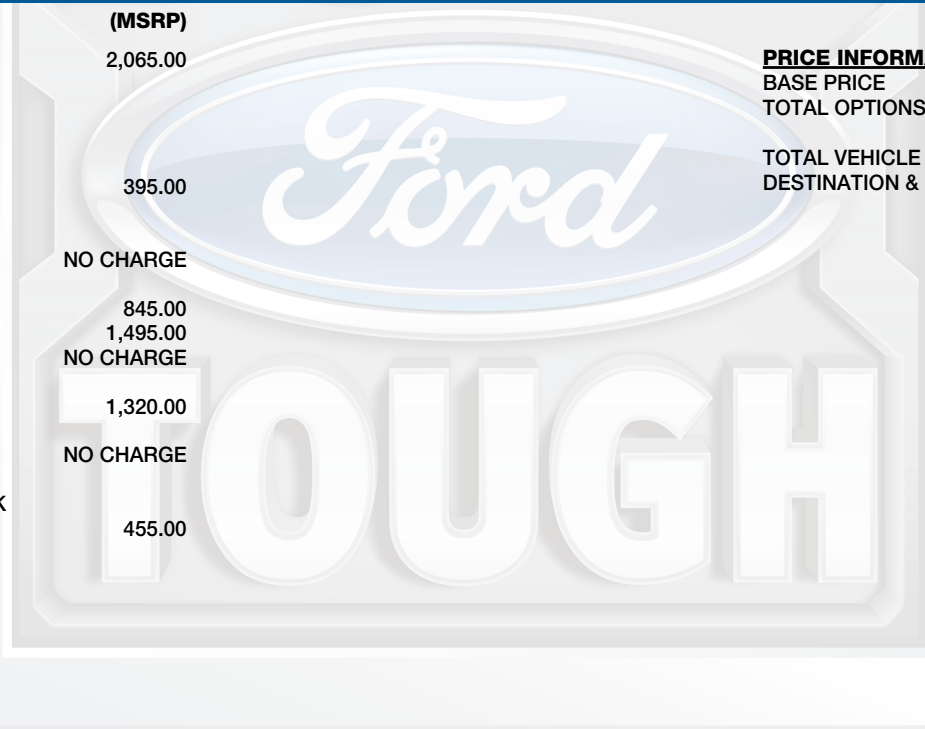 (MSRP)
2,065.00
395.00
NO CHARGE
845.00
1,495.00
NO CHARGE
1,320.00
NO CHARGE
K
455.00
PRICE INFORMA
BASE PRICE
TOTAL OPTIONS
TOTAL VEHICLE
DESTINATION &
Ford
TOUGH